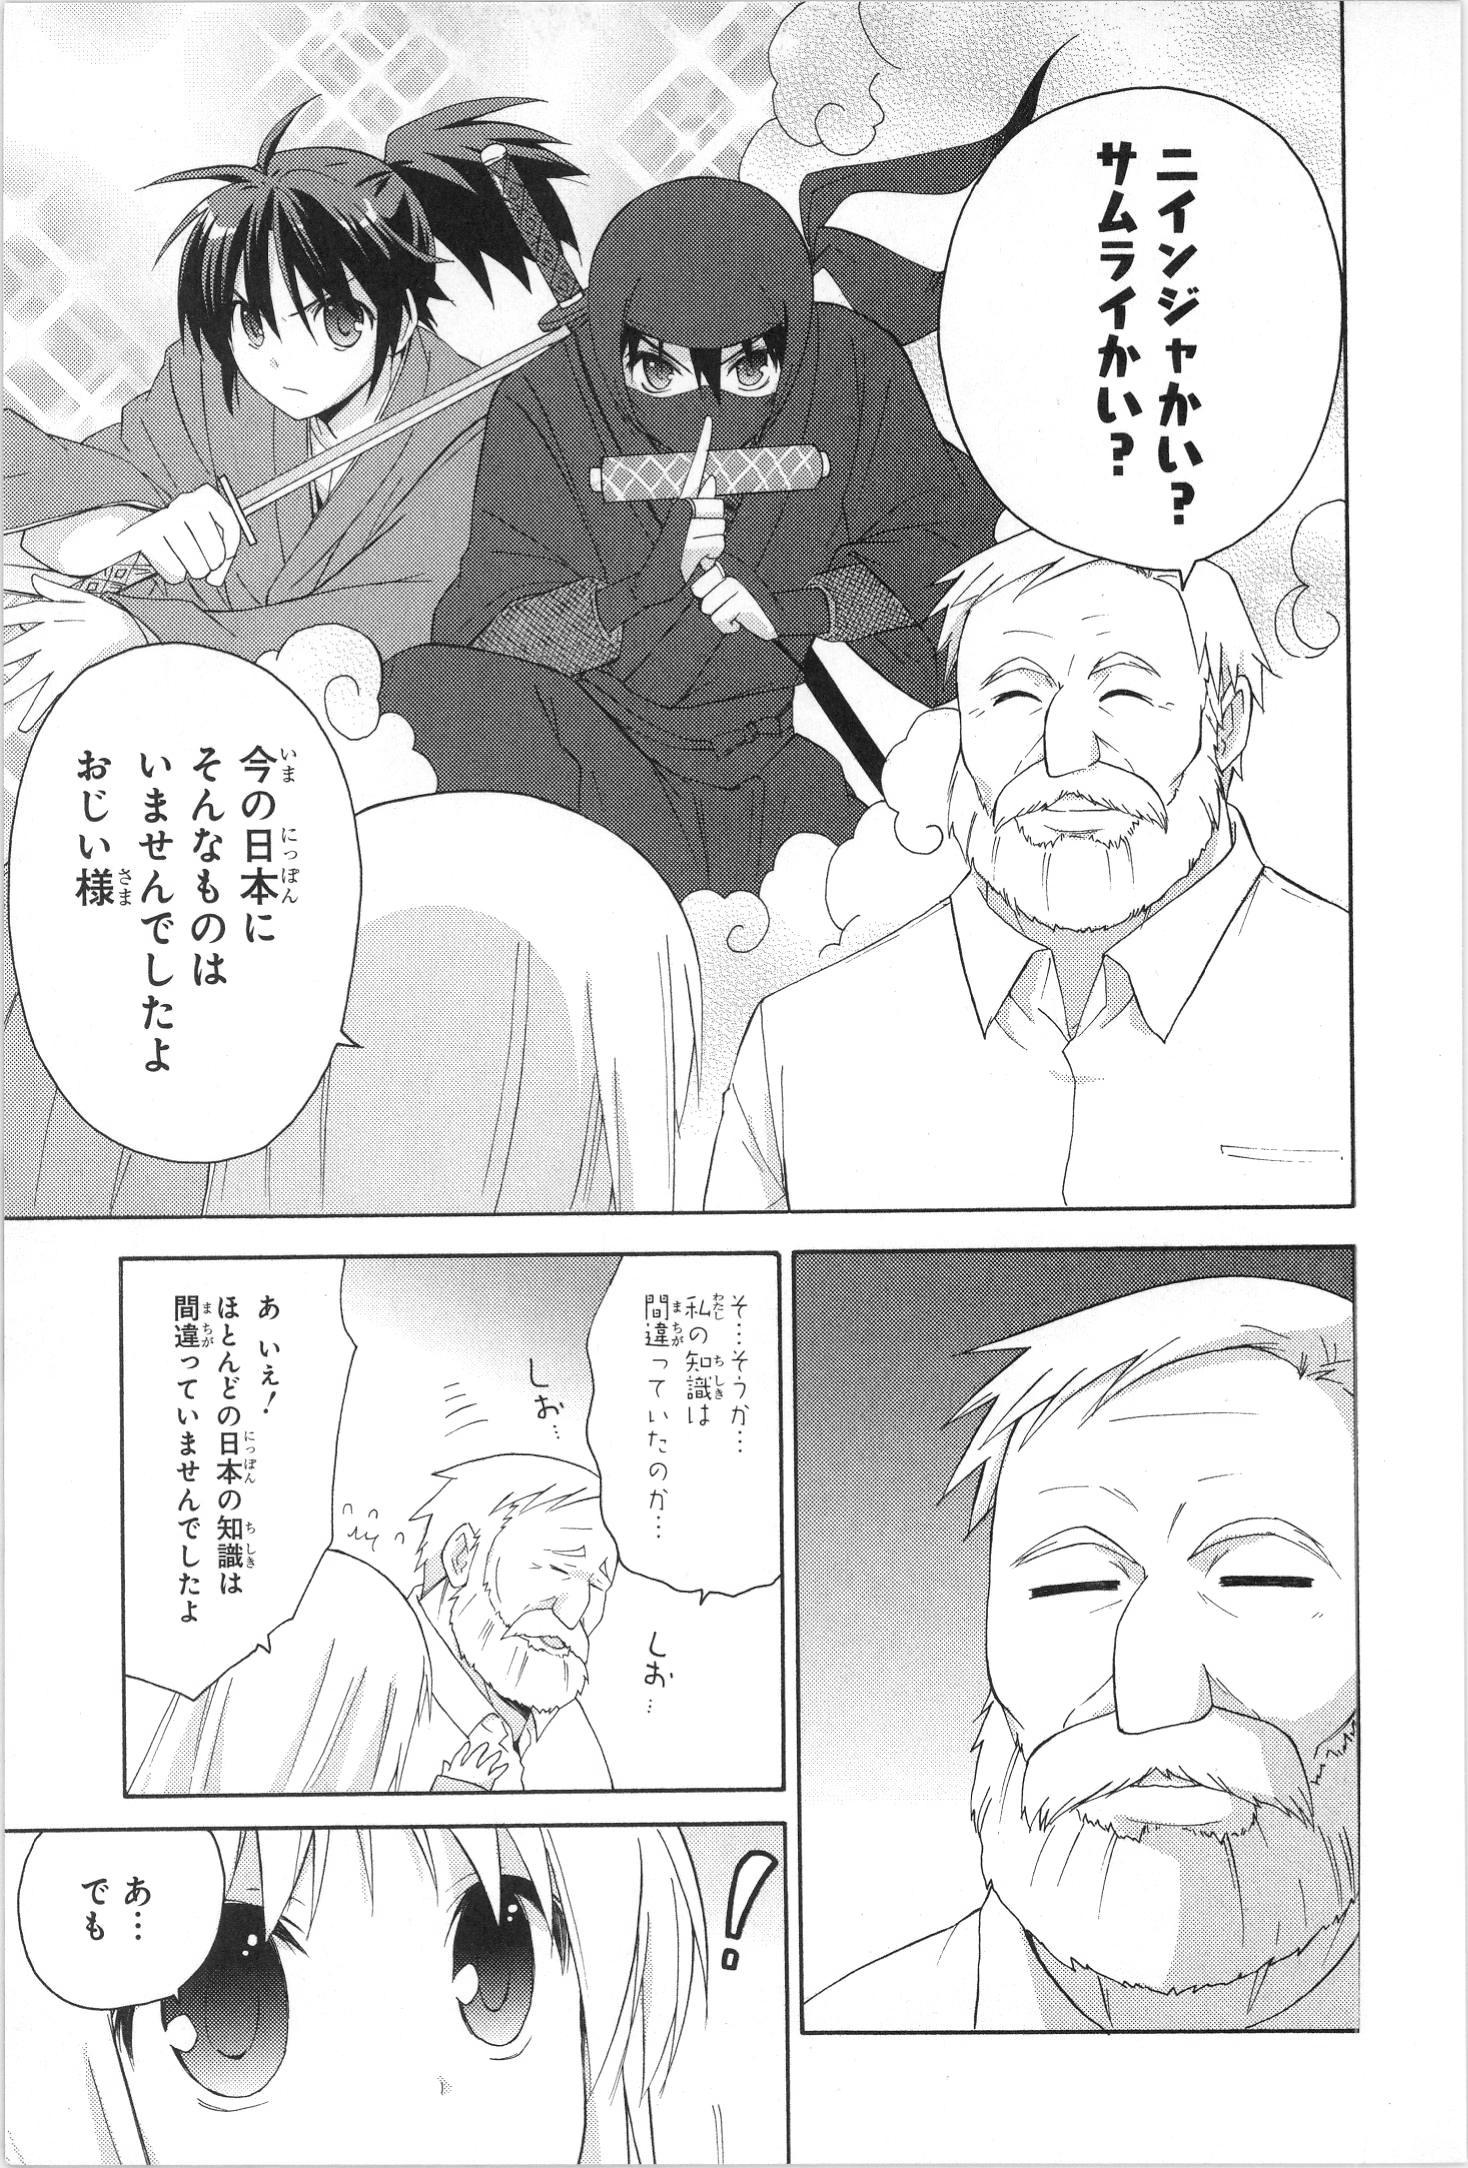 ニインジャかい？
サムライかい？
今の日本に
そんなものは
いませんでしたよ
おじい様
そ…そうか…
私の知識は
間違っていたのか…
しお…
しお…
あ いえ！
ほとんどの日本の知識は
間違っていませんでしたよ
！
あ…
でも